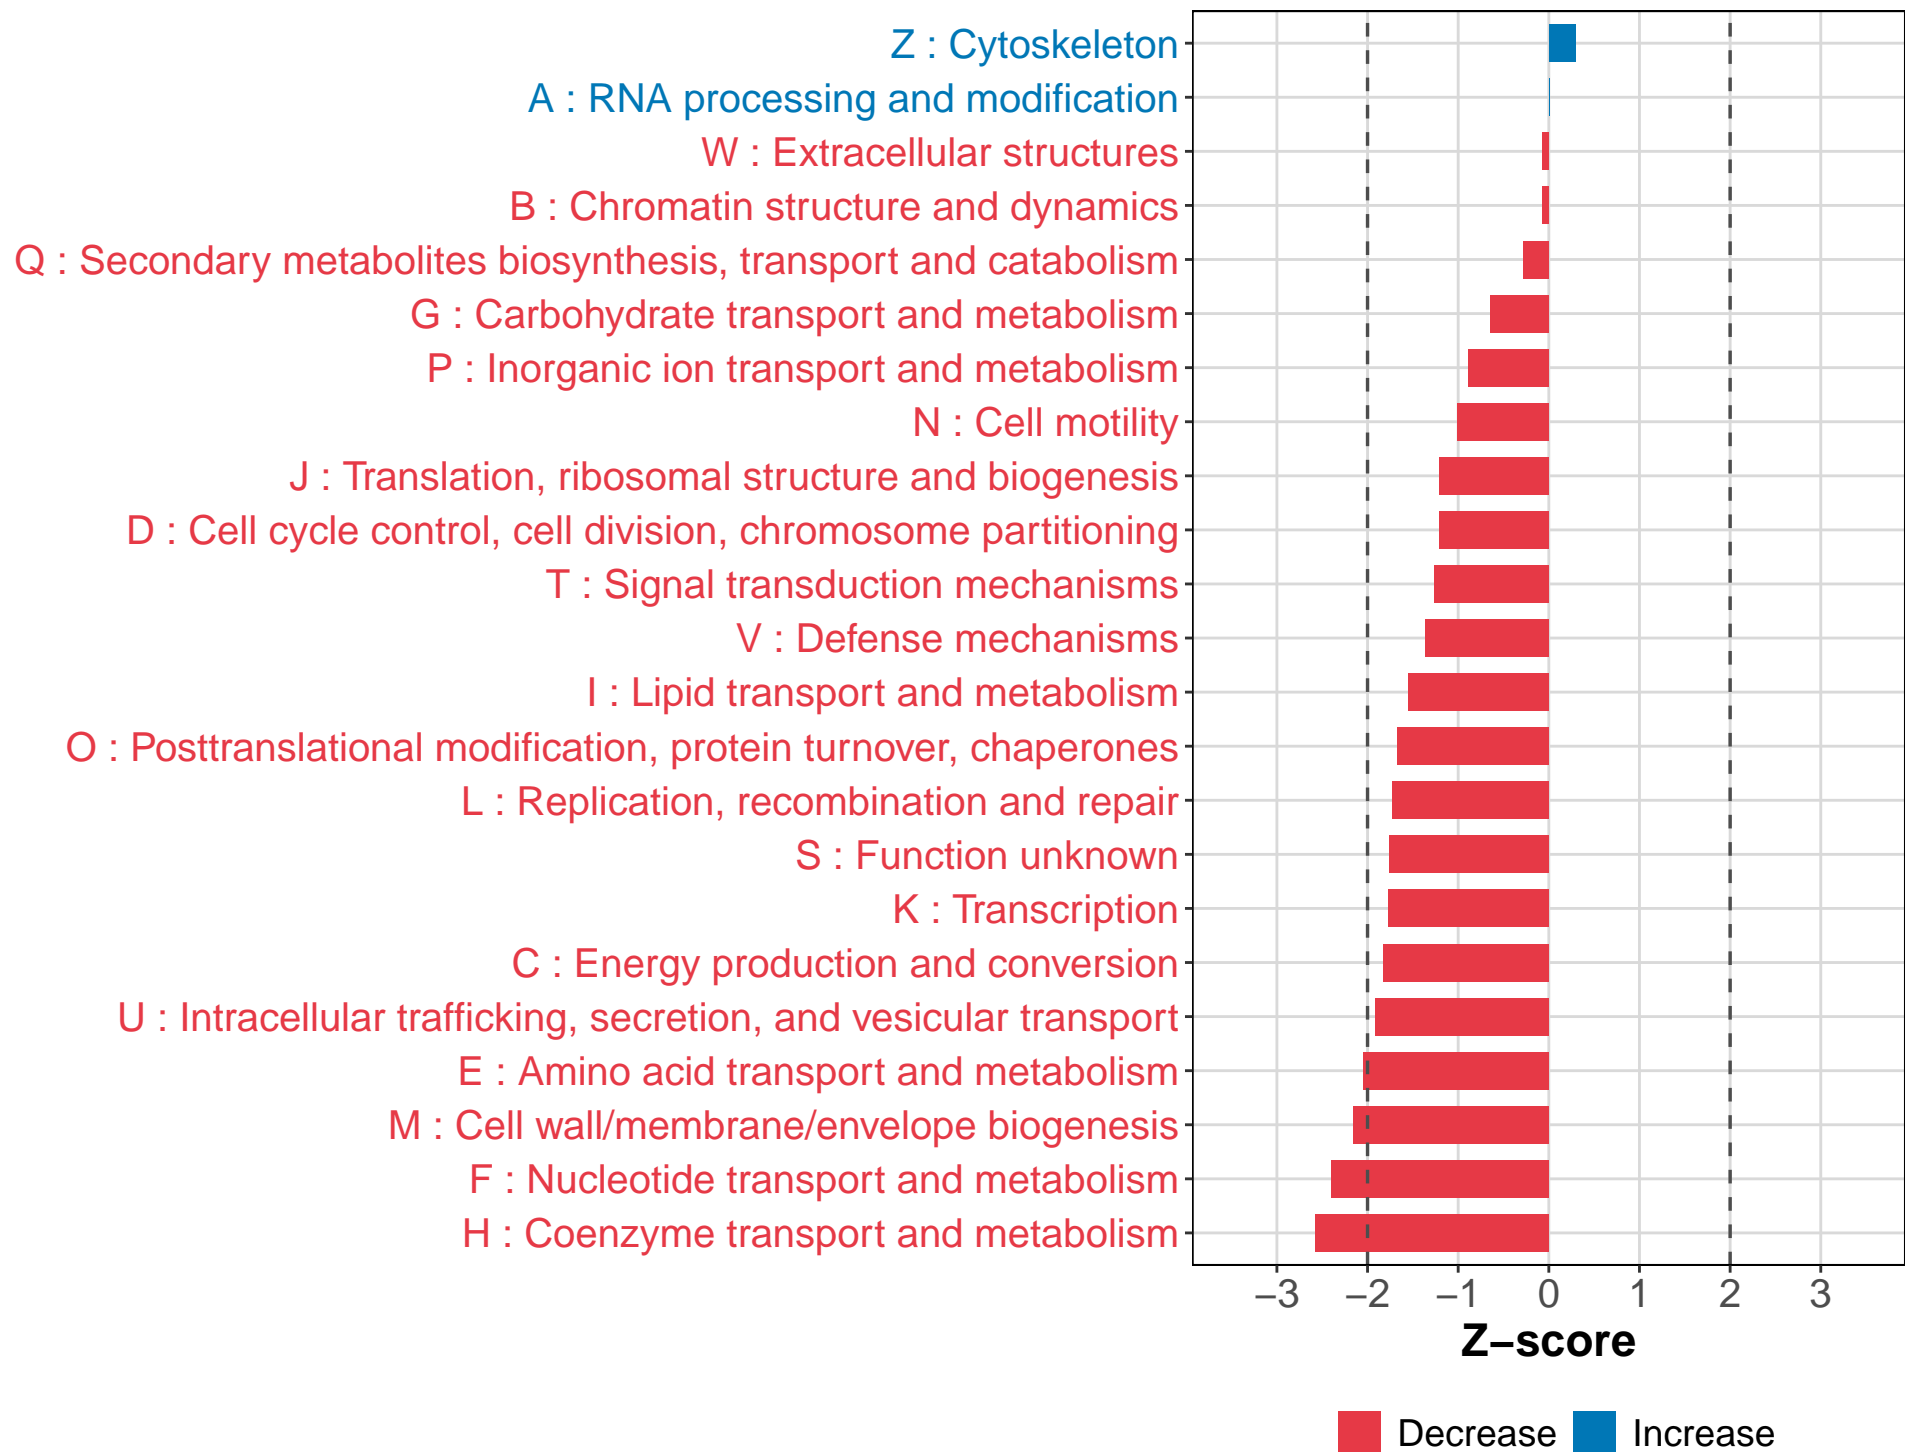 Z : Cytoskeleton
A : RNA processing and modification
W : Extracellular structures
B : Chromatin structure and dynamics
Q : Secondary metabolites biosynthesis, transport and catabolism
G : Carbohydrate transport and metabolism
P : Inorganic ion transport and metabolism
N : Cell motility
J : Translation, ribosomal structure and biogenesis
D : Cell cycle control, cell division, chromosome partitioning
T : Signal transduction mechanisms
V : Defense mechanisms
I : Lipid transport and metabolism
O : Posttranslational modification, protein turnover, chaperones
L : Replication, recombination and repair
S : Function unknown
K : Transcription
C : Energy production and conversion
U : Intracellular trafficking, secretion, and vesicular transport
E : Amino acid transport and metabolism
M : Cell wall/membrane/envelope biogenesis
F : Nucleotide transport and metabolism
H : Coenzyme transport and metabolism
−3 −2 −1 0 1 2 3
Z−score
Decrease Increase